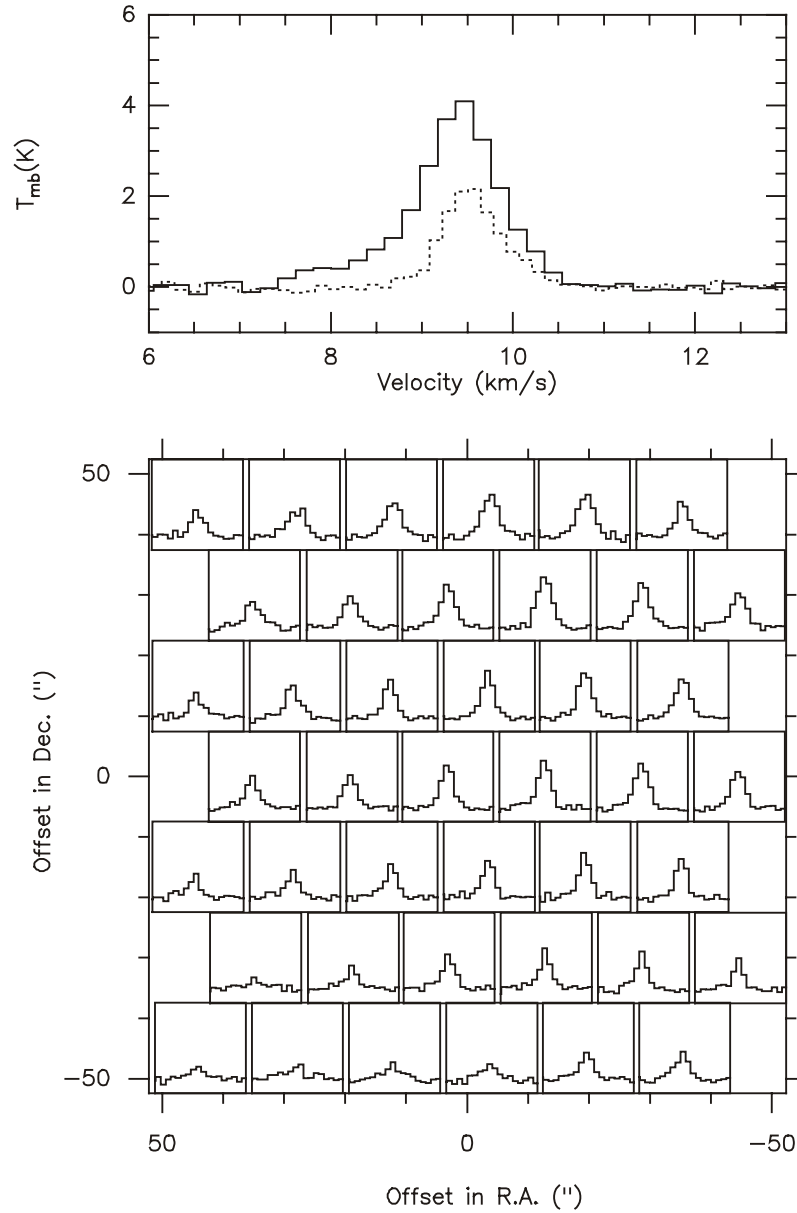 6
4
2
0
T_mb(K)
6 8 10 12
Velocity (km/s)
50
0
−50
Offset in Dec. (")
50 0 −50
Offset in R.A. (")